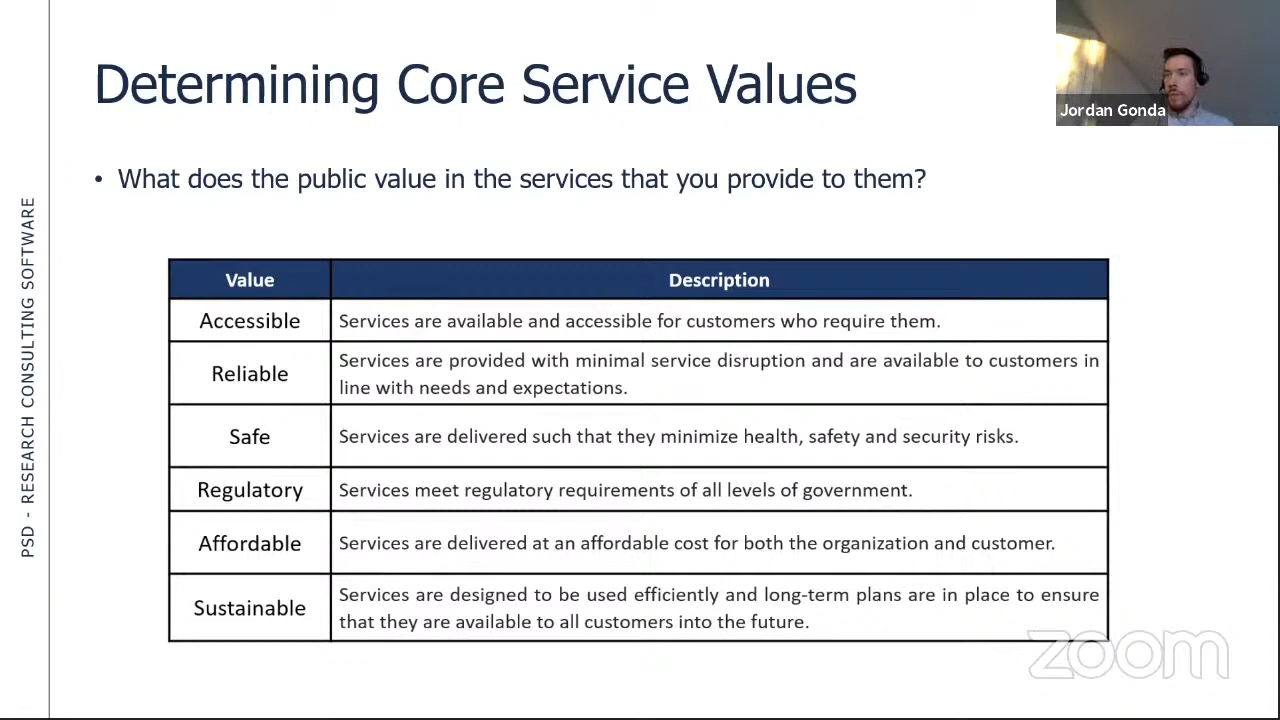 Determining Core Service Values
Jordan Gonda
• What does the public value in the services that you provide to them?
PSD - RESEARCH CONSULTING SOFTWARE
Value Description
Accessible Services are available and accessible for customers who require them.
Reliable Services are provided with minimal service disruption and are available to customers in
line with needs and expectations.
Safe Services are delivered such that they minimize health, safety and security risks.
Regulatory Services meet regulatory requirements of all levels of government.
Affordable Services are delivered at an affordable cost for both the organization and customer.
Sustainable Services are designed to be used efficiently and long-term plans are in place to ensure
that they are available to all customers into the future.
zoom